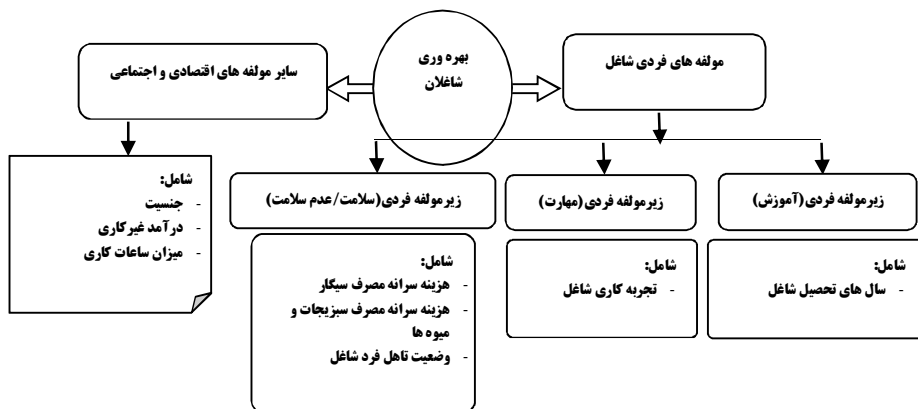 بهره وری
شاغلان
مولفه های فردی شاغل
سایر مولفه های اقتصادی و اجتماعی
زیرمولفه فردی(آموزش)
زیرمولفه فردی(مهارت)
زیرمولفه فردی(سلامت/عدم سلامت)
شامل:
- سال های تحصیل شاغل
شامل:
- تجربه کاری شاغل
شامل:
- هزینه سرانه مصرف سیگار
- هزینه سرانه مصرف سبزیجات و
میوه ها
- وضعیت تاهل فرد شاغل
شامل:
- جنسیت
- درآمد غیرکاری
- میزان ساعات کاری